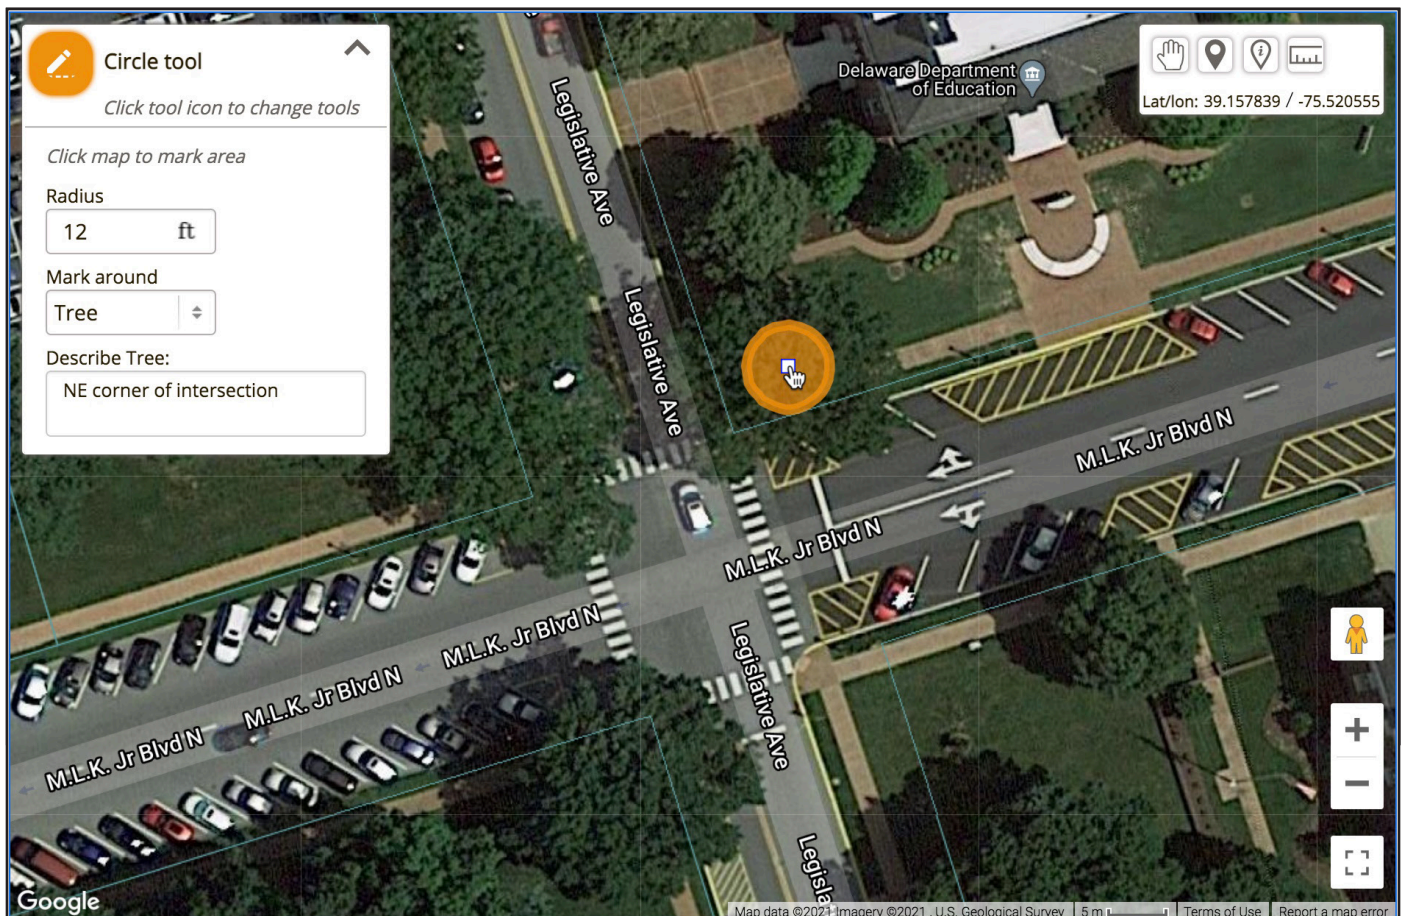 Circle tool
Click tool icon to change tools
Click map to mark area
Radius
12 ft
Mark around
Tree
Describe Tree:
NE corner of intersection
Delaware Department
of Education
Lat/lon: 39.157839 / -75.520555
Legislative Ave
Legislative Ave
M.L.K. Jr Blvd N
M.L.K. Jr Blvd N
M.L.K. Jr Blvd N
M.L.K. Jr Blvd N
M.L.K. Jr Blvd N
Legislative Ave
Legisla
Google
Map data ©2021 Imagery ©2021 , U.S. Geological Survey
5 m
Terms of Use
Report a map error